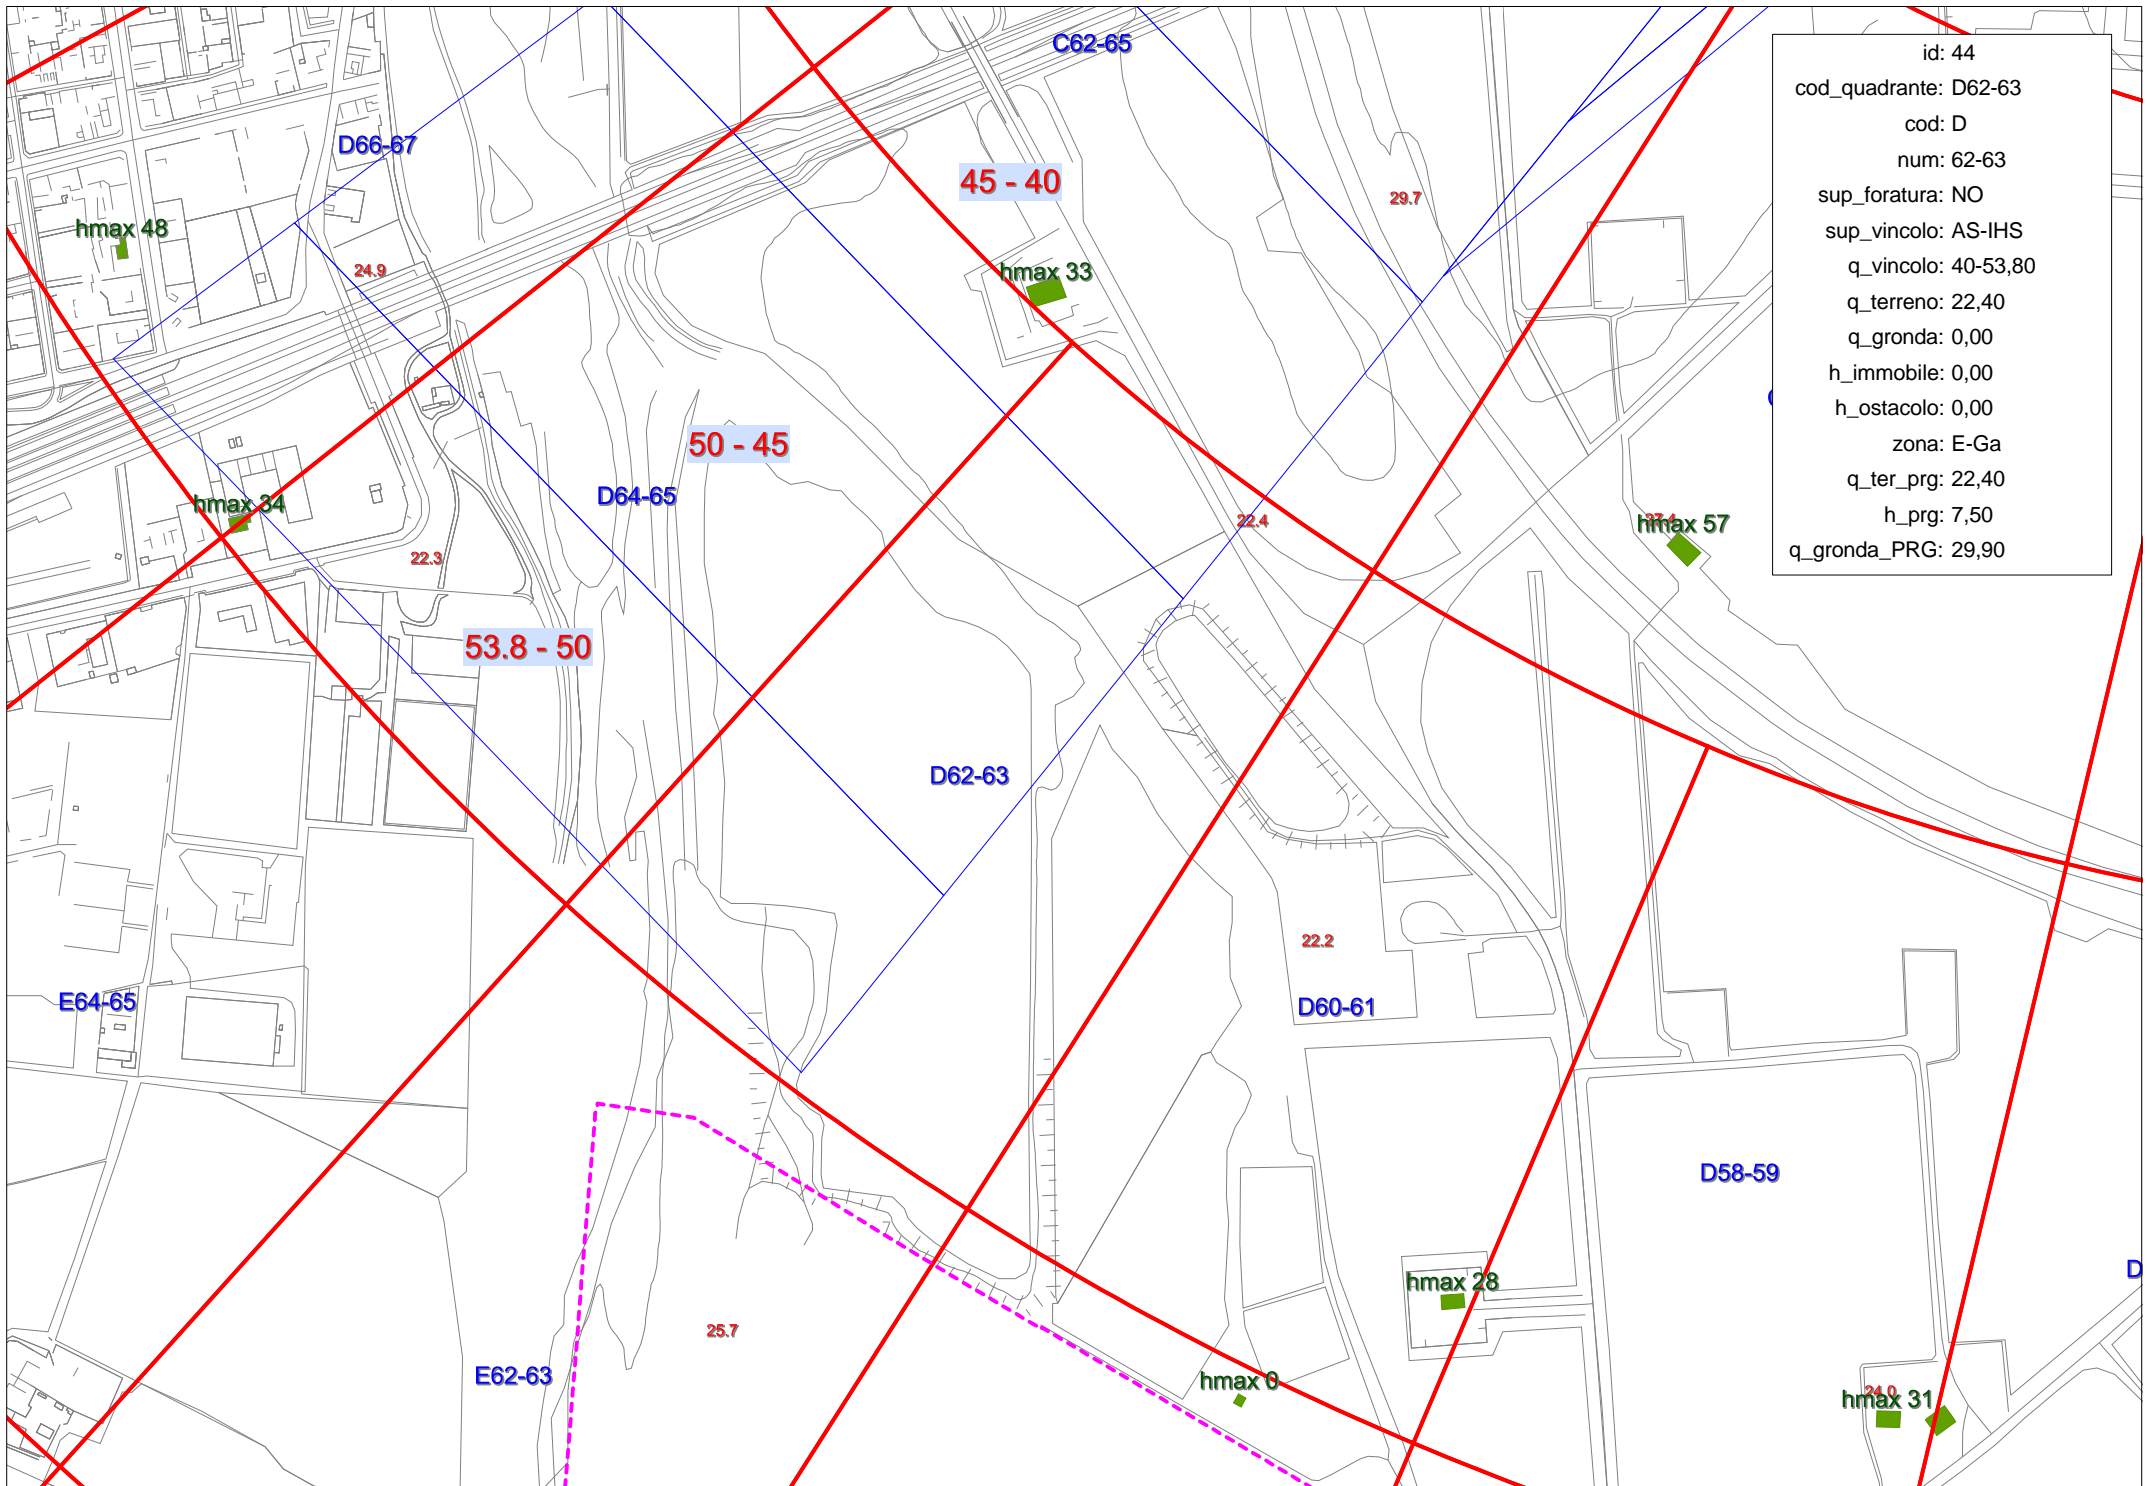 C62-65
id: 44
cod_quadrante: D62-63
cod: D
num: 62-63
sup_foratura: NO
sup_vincolo: AS-IHS
q_vincolo: 40-53,80
q_terreno: 22,40
q_gronda: 0,00
h_immobile: 0,00
h_ostacolo: 0,00
zona: E-Ga
q_ter_prg: 22,40
h_prg: 7,50
q_gronda_PRG: 29,90
D66-67
45 - 40
29.7
hmax 48
24.9
hmax 33
50 - 45
D64-65
hmax 34
22.4
hmax 57
22.3
53.8 - 50
D62-63
22.2
E64-65
D60-61
D58-59
D
hmax 28
25.7
E62-63
hmax 0
24.0
hmax 31